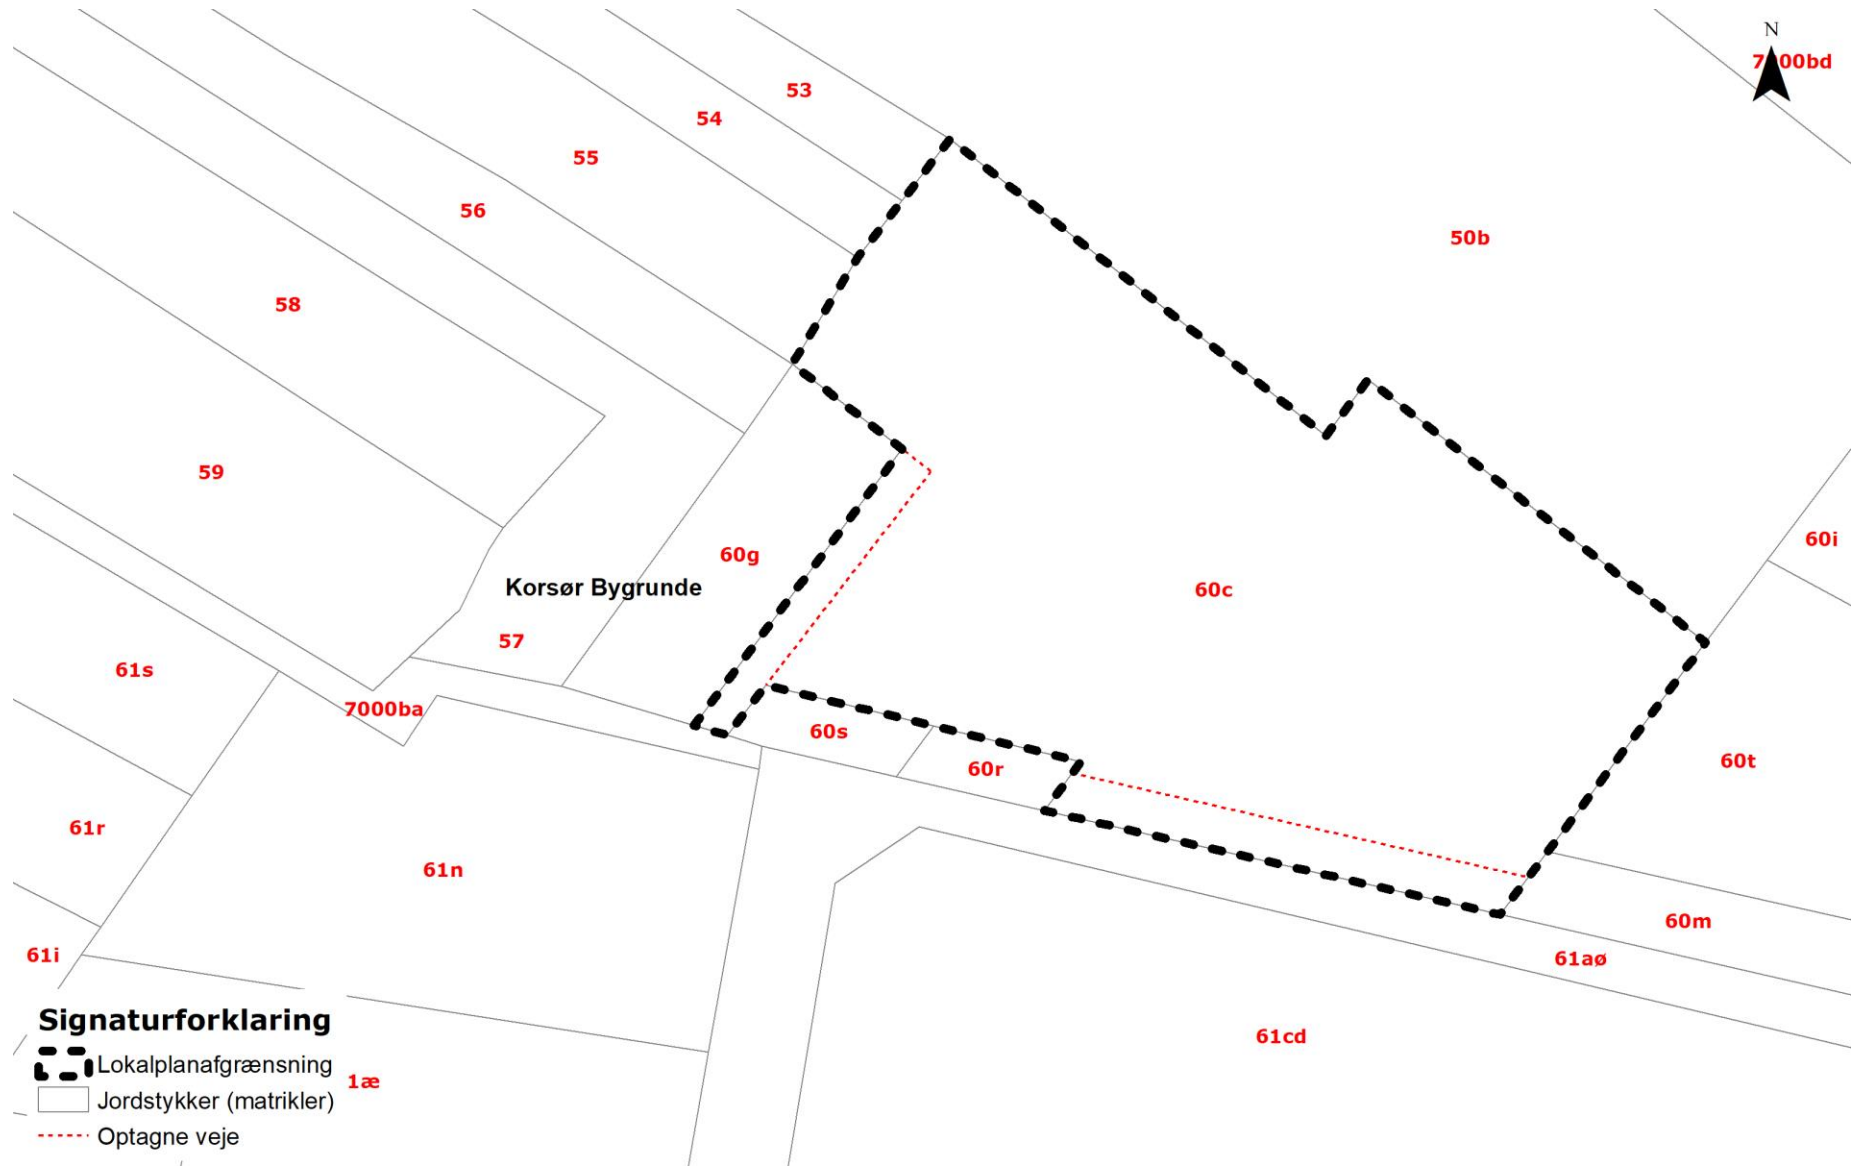 N
7000bd
53
54
55
56
50b
58
59
60i
60g
Korsør Bygrunde
60c
57
61s
7000ba
60s
60r
60t
61r
61n
60m
61aø
61i
61cd
1æ
Signaturforklaring
Lokalplanafgrænsning
Jordstykker (matrikler)
Optagne veje